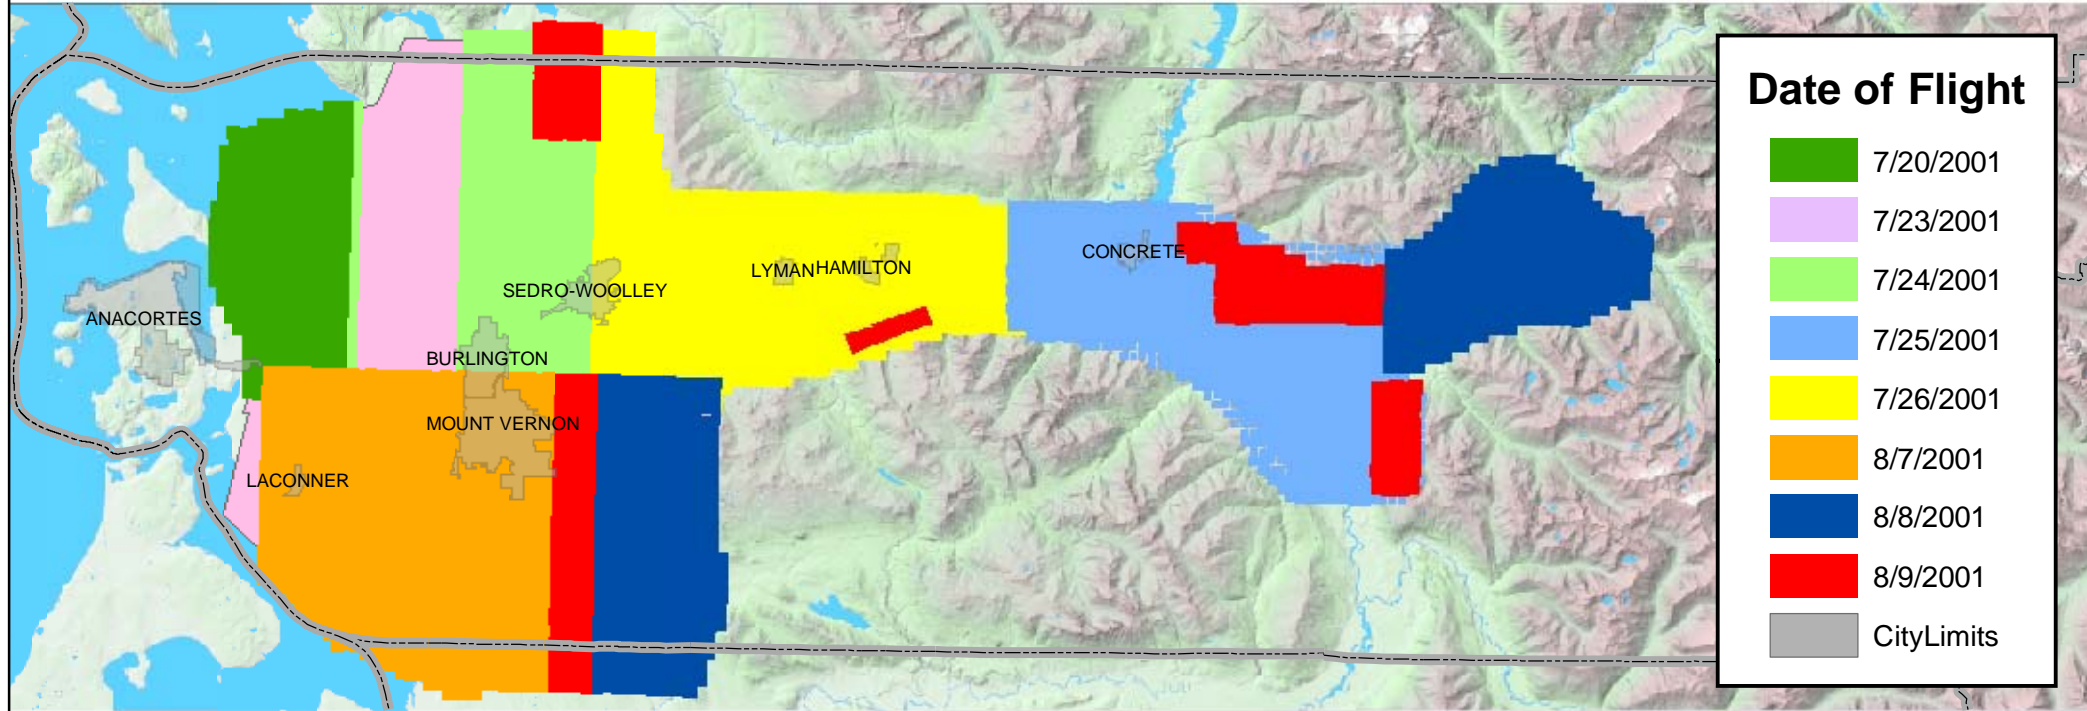 Date of Flight
7/20/2001
7/23/2001
7/24/2001
7/25/2001
7/26/2001
8/7/2001
8/8/2001
8/9/2001
CityLimits
CONCRETE
LYMAN HAMILTON
SEDRO-WOOLLEY
ANACORTES
BURLINGTON
MOUNT VERNON
LACONNER